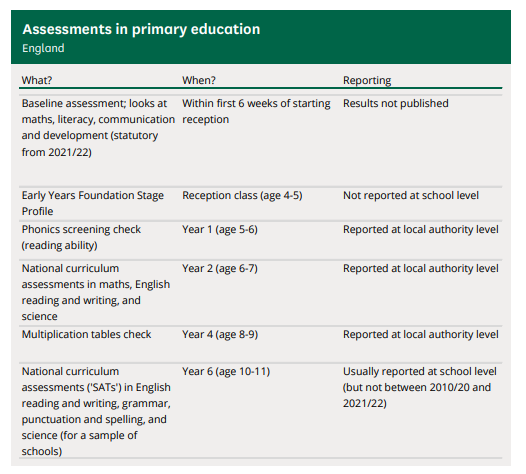 Assessments in primary education
England
What? When? Reporting
Baseline assessment; looks at maths, literacy, communication and development (statutory from 2021/22) Within first 6 weeks of starting reception Results not published
Early Years Foundation Stage Profile Reception class (age 4-5) Not reported at school level
Phonics screening check (reading ability) Year 1 (age 5-6) Reported at local authority level
National curriculum assessments in maths, English reading and writing, and science Year 2 (age 6-7) Reported at local authority level
Multiplication tables check Year 4 (age 8-9) Reported at local authority level
National curriculum assessments ('SATs') in English reading and writing, grammar, punctuation and spelling, and science (for a sample of schools) Year 6 (age 10-11) Usually reported at school level (but not between 2010/20 and 2021/22)